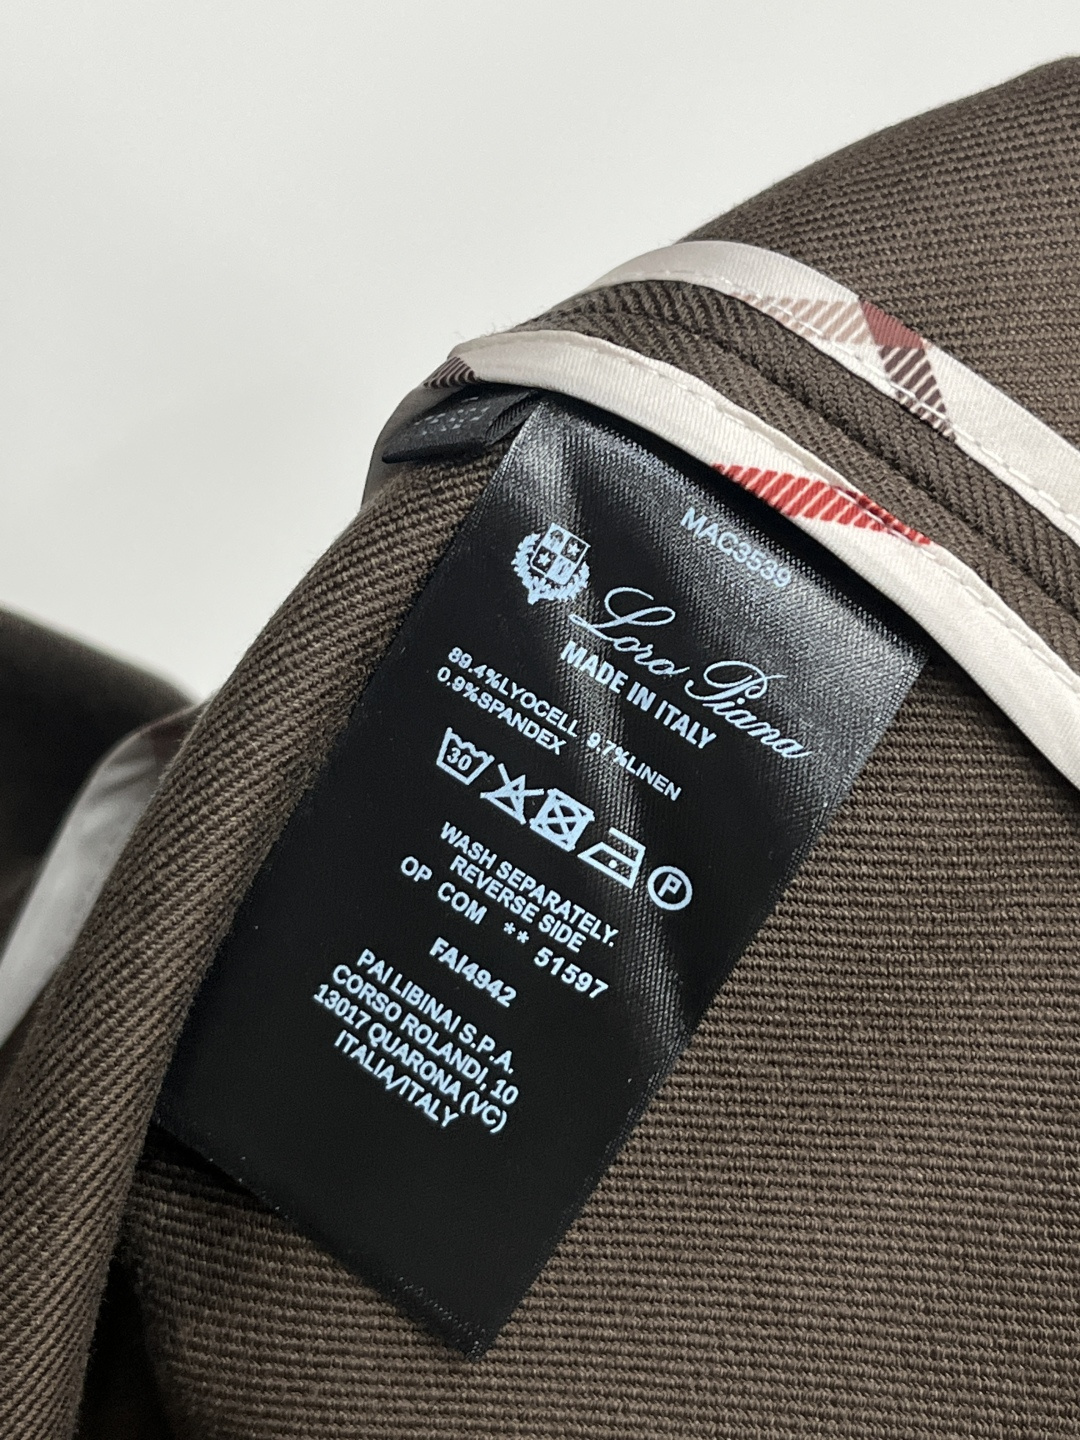 MAC3539
Loro Piana
MADE IN ITALY
89.4%LYOCELL 9.7%LINEN
0.9%SPANDEX
30
P
WASH SEPARATELY.
REVERSE SIDE
OP COM ** 51597
FAI4942
PAI LIBINAI S.P.A.
CORSO ROLANDI, 10
13017 QUARONA (VC)
ITALIA/ITALY